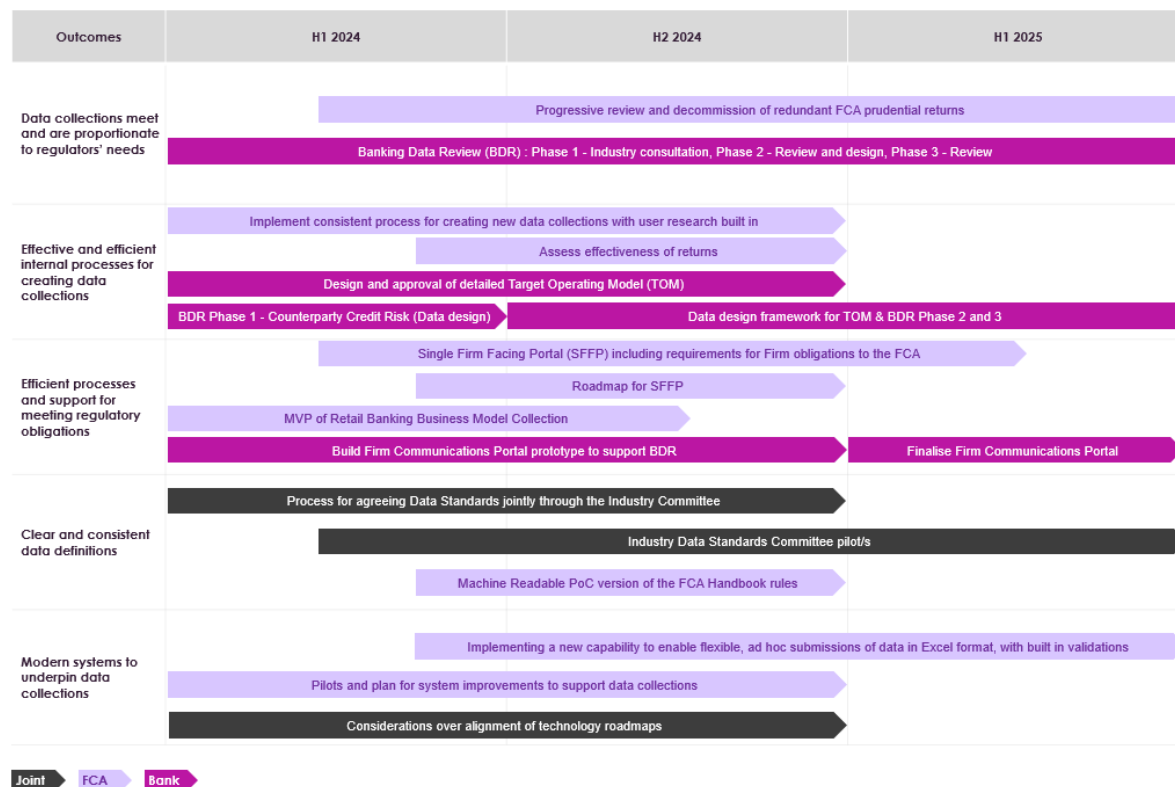 Outcomes
H1 2024
H2 2024
H1 2025
Data collections meet
and are proportionate
to regulators' needs
Progressive review and decommission of redundant FCA prudential returns
Banking Data Review (BDR) : Phase 1 - Industry consultation, Phase 2 - Review and design, Phase 3 - Review
Effective and efficient
internal processes for
creating data
collections
Implement consistent process for creating new data collections with user research built in
Assess effectiveness of returns
Design and approval of detailed Target Operating Model (TOM)
BDR Phase 1 - Counterparty Credit Risk (Data design)
Data design framework for TOM & BDR Phase 2 and 3
Efficient processes
and support for
meeting regulatory
obligations
Single Firm Facing Portal (SFFP) including requirements for Firm obligations to the FCA
Roadmap for SFFP
MVP of Retail Banking Business Model Collection
Build Firm Communications Portal prototype to support BDR
Finalise Firm Communications Portal
Clear and consistent
data definitions
Process for agreeing Data Standards jointly through the Industry Committee
Industry Data Standards Committee pilot/s
Machine Readable PoC version of the FCA Handbook rules
Modern systems to
underpin data
collections
Implementing a new capability to enable flexible, ad hoc submissions of data in Excel format, with built in validations
Pilots and plan for system improvements to support data collections
Considerations over alignment of technology roadmaps
Joint
FCA
Bank